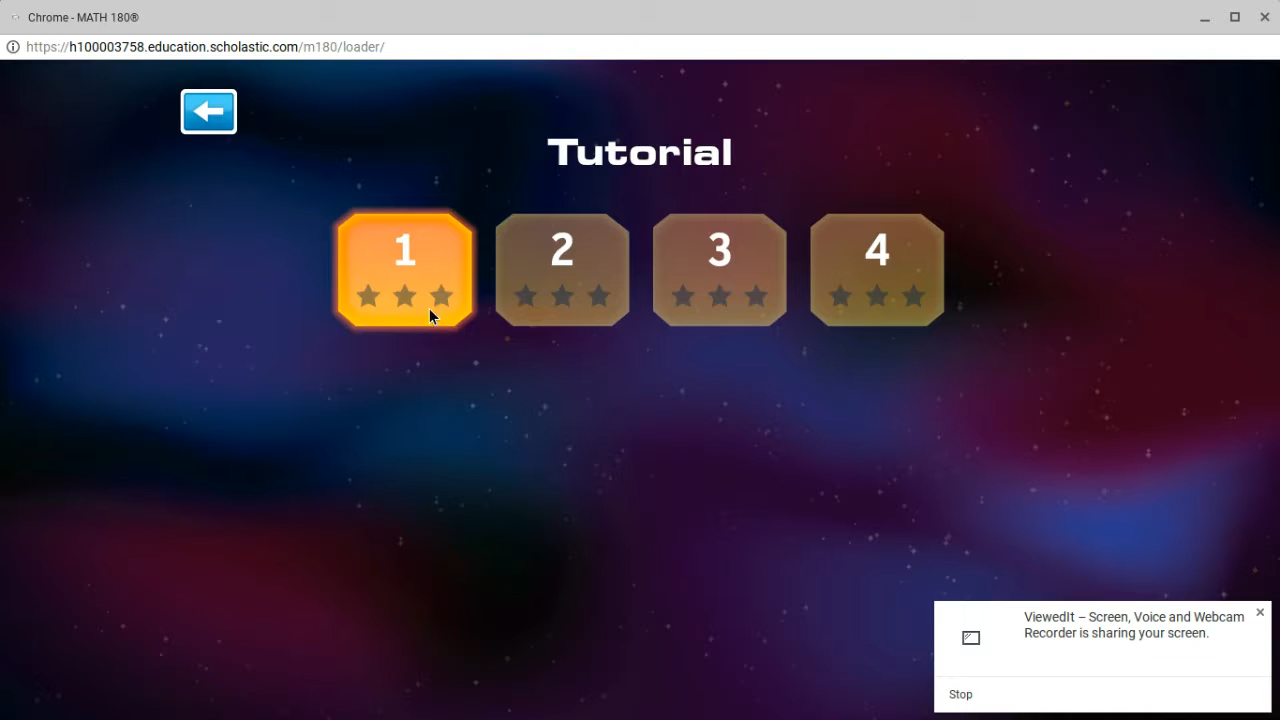 Chrome - MATH 180®
https://h100003758.education.scholastic.com/m180/loader/
Tutorial
1 2 3 4
ViewedIt – Screen, Voice and Webcam
Recorder is sharing your screen.
Stop